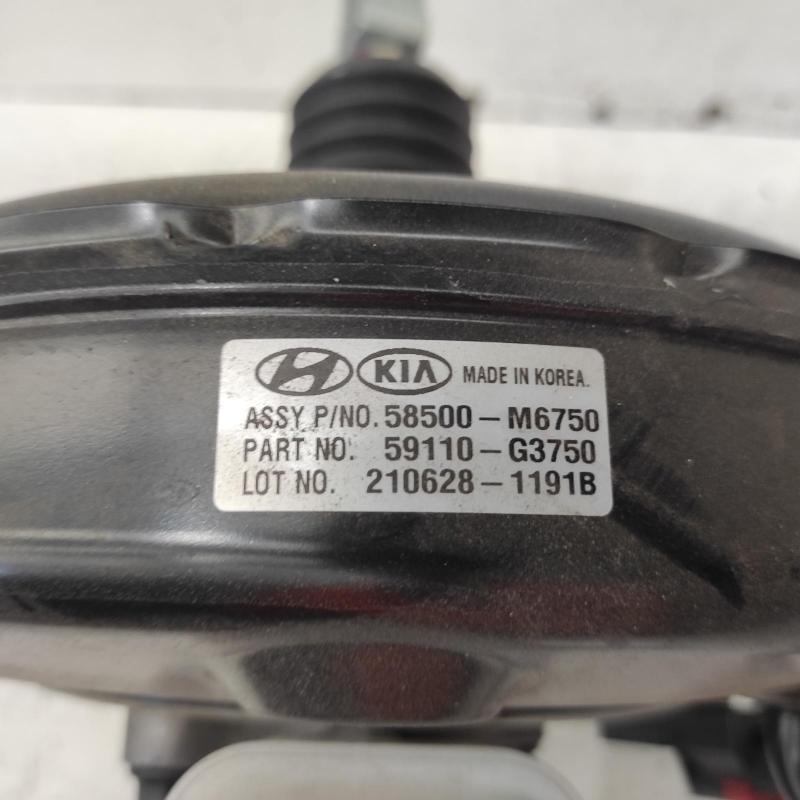 KIA MADE IN KOREA.
ASSY P/NO. 58500-M6750
PART NO. 59110-G3750
LOT NO. 210628-1191B